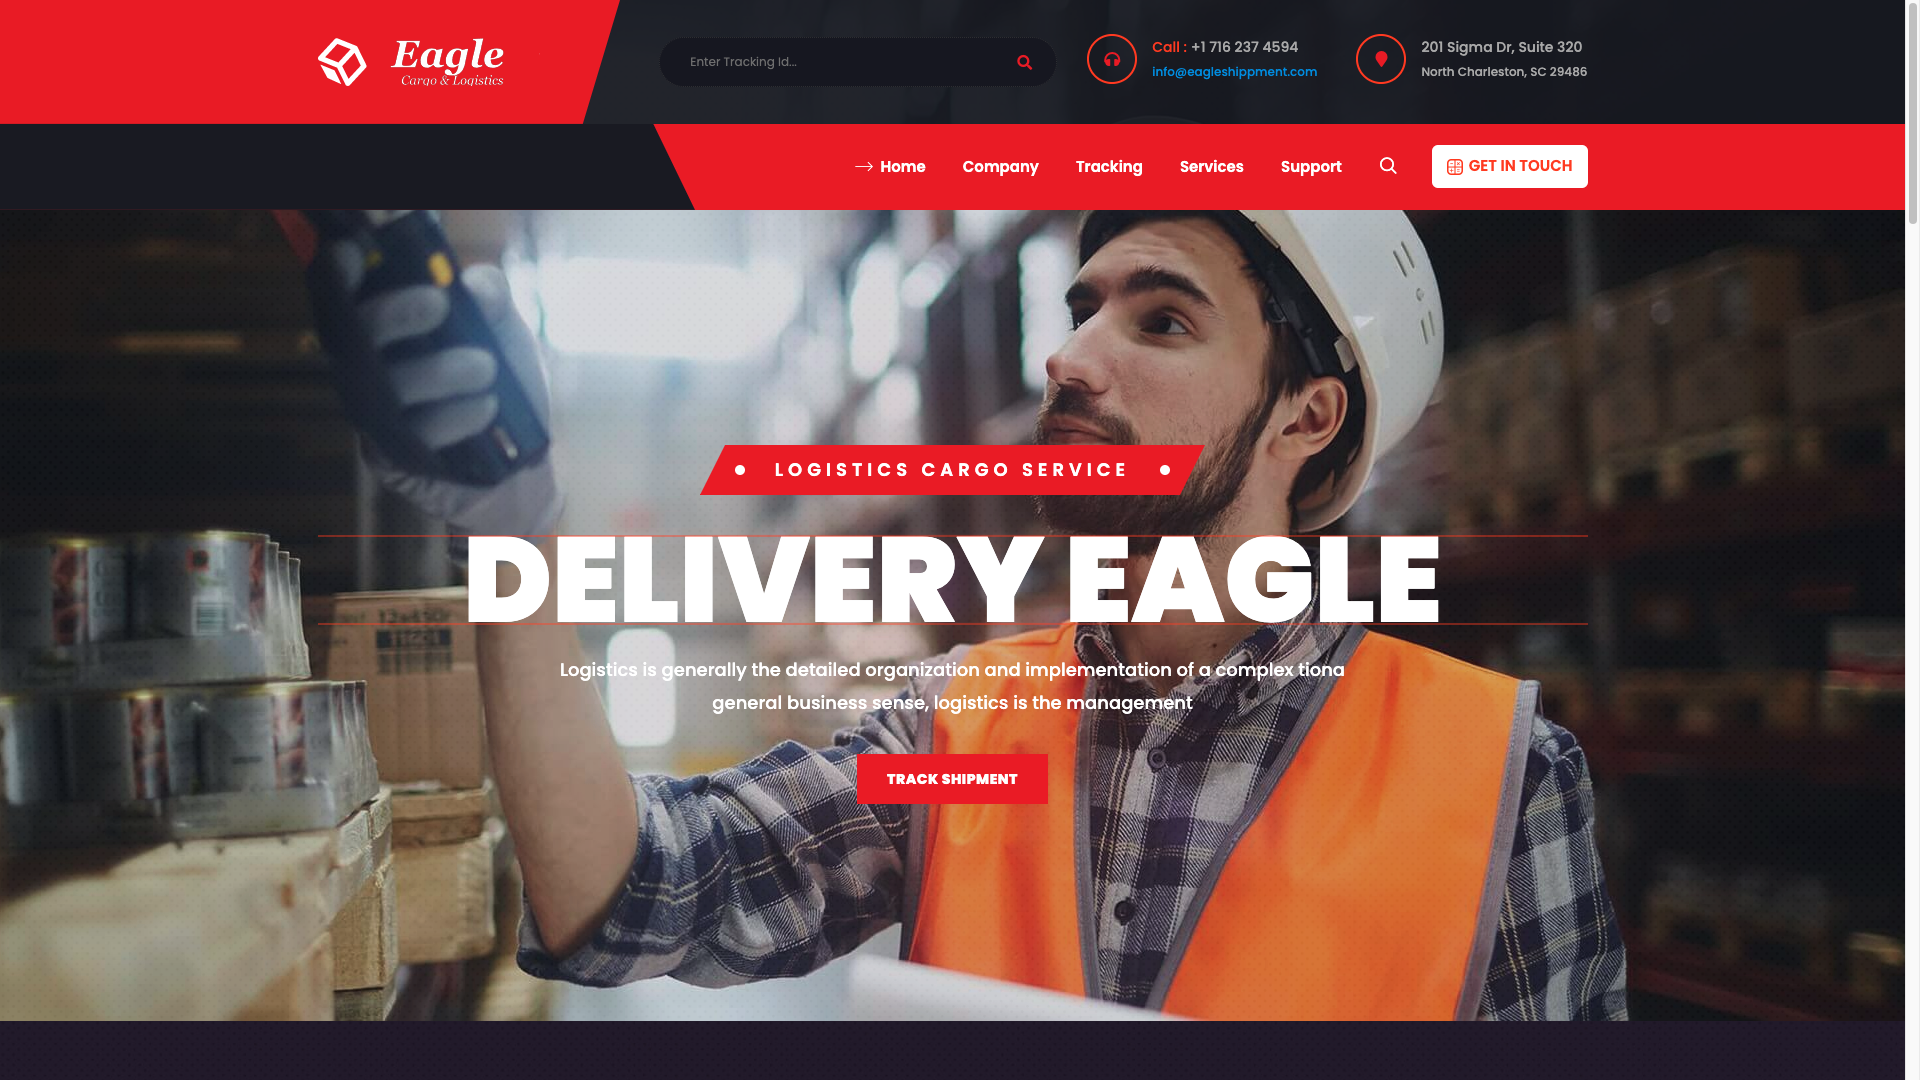 Eagle
Cargo & Logistics
Enter Tracking Id...
Call : +1 716 237 4594
info@eagleshippment.com
201 Sigma Dr, Suite 320
North Charleston, SC 29486
Home
Company
Tracking
Services
Support
GET IN TOUCH
LOGISTICS CARGO SERVICE
DELIVERY EAGLE
Logistics is generally the detailed organization and implementation of a complex tiona
general business sense, logistics is the management
TRACK SHIPMENT